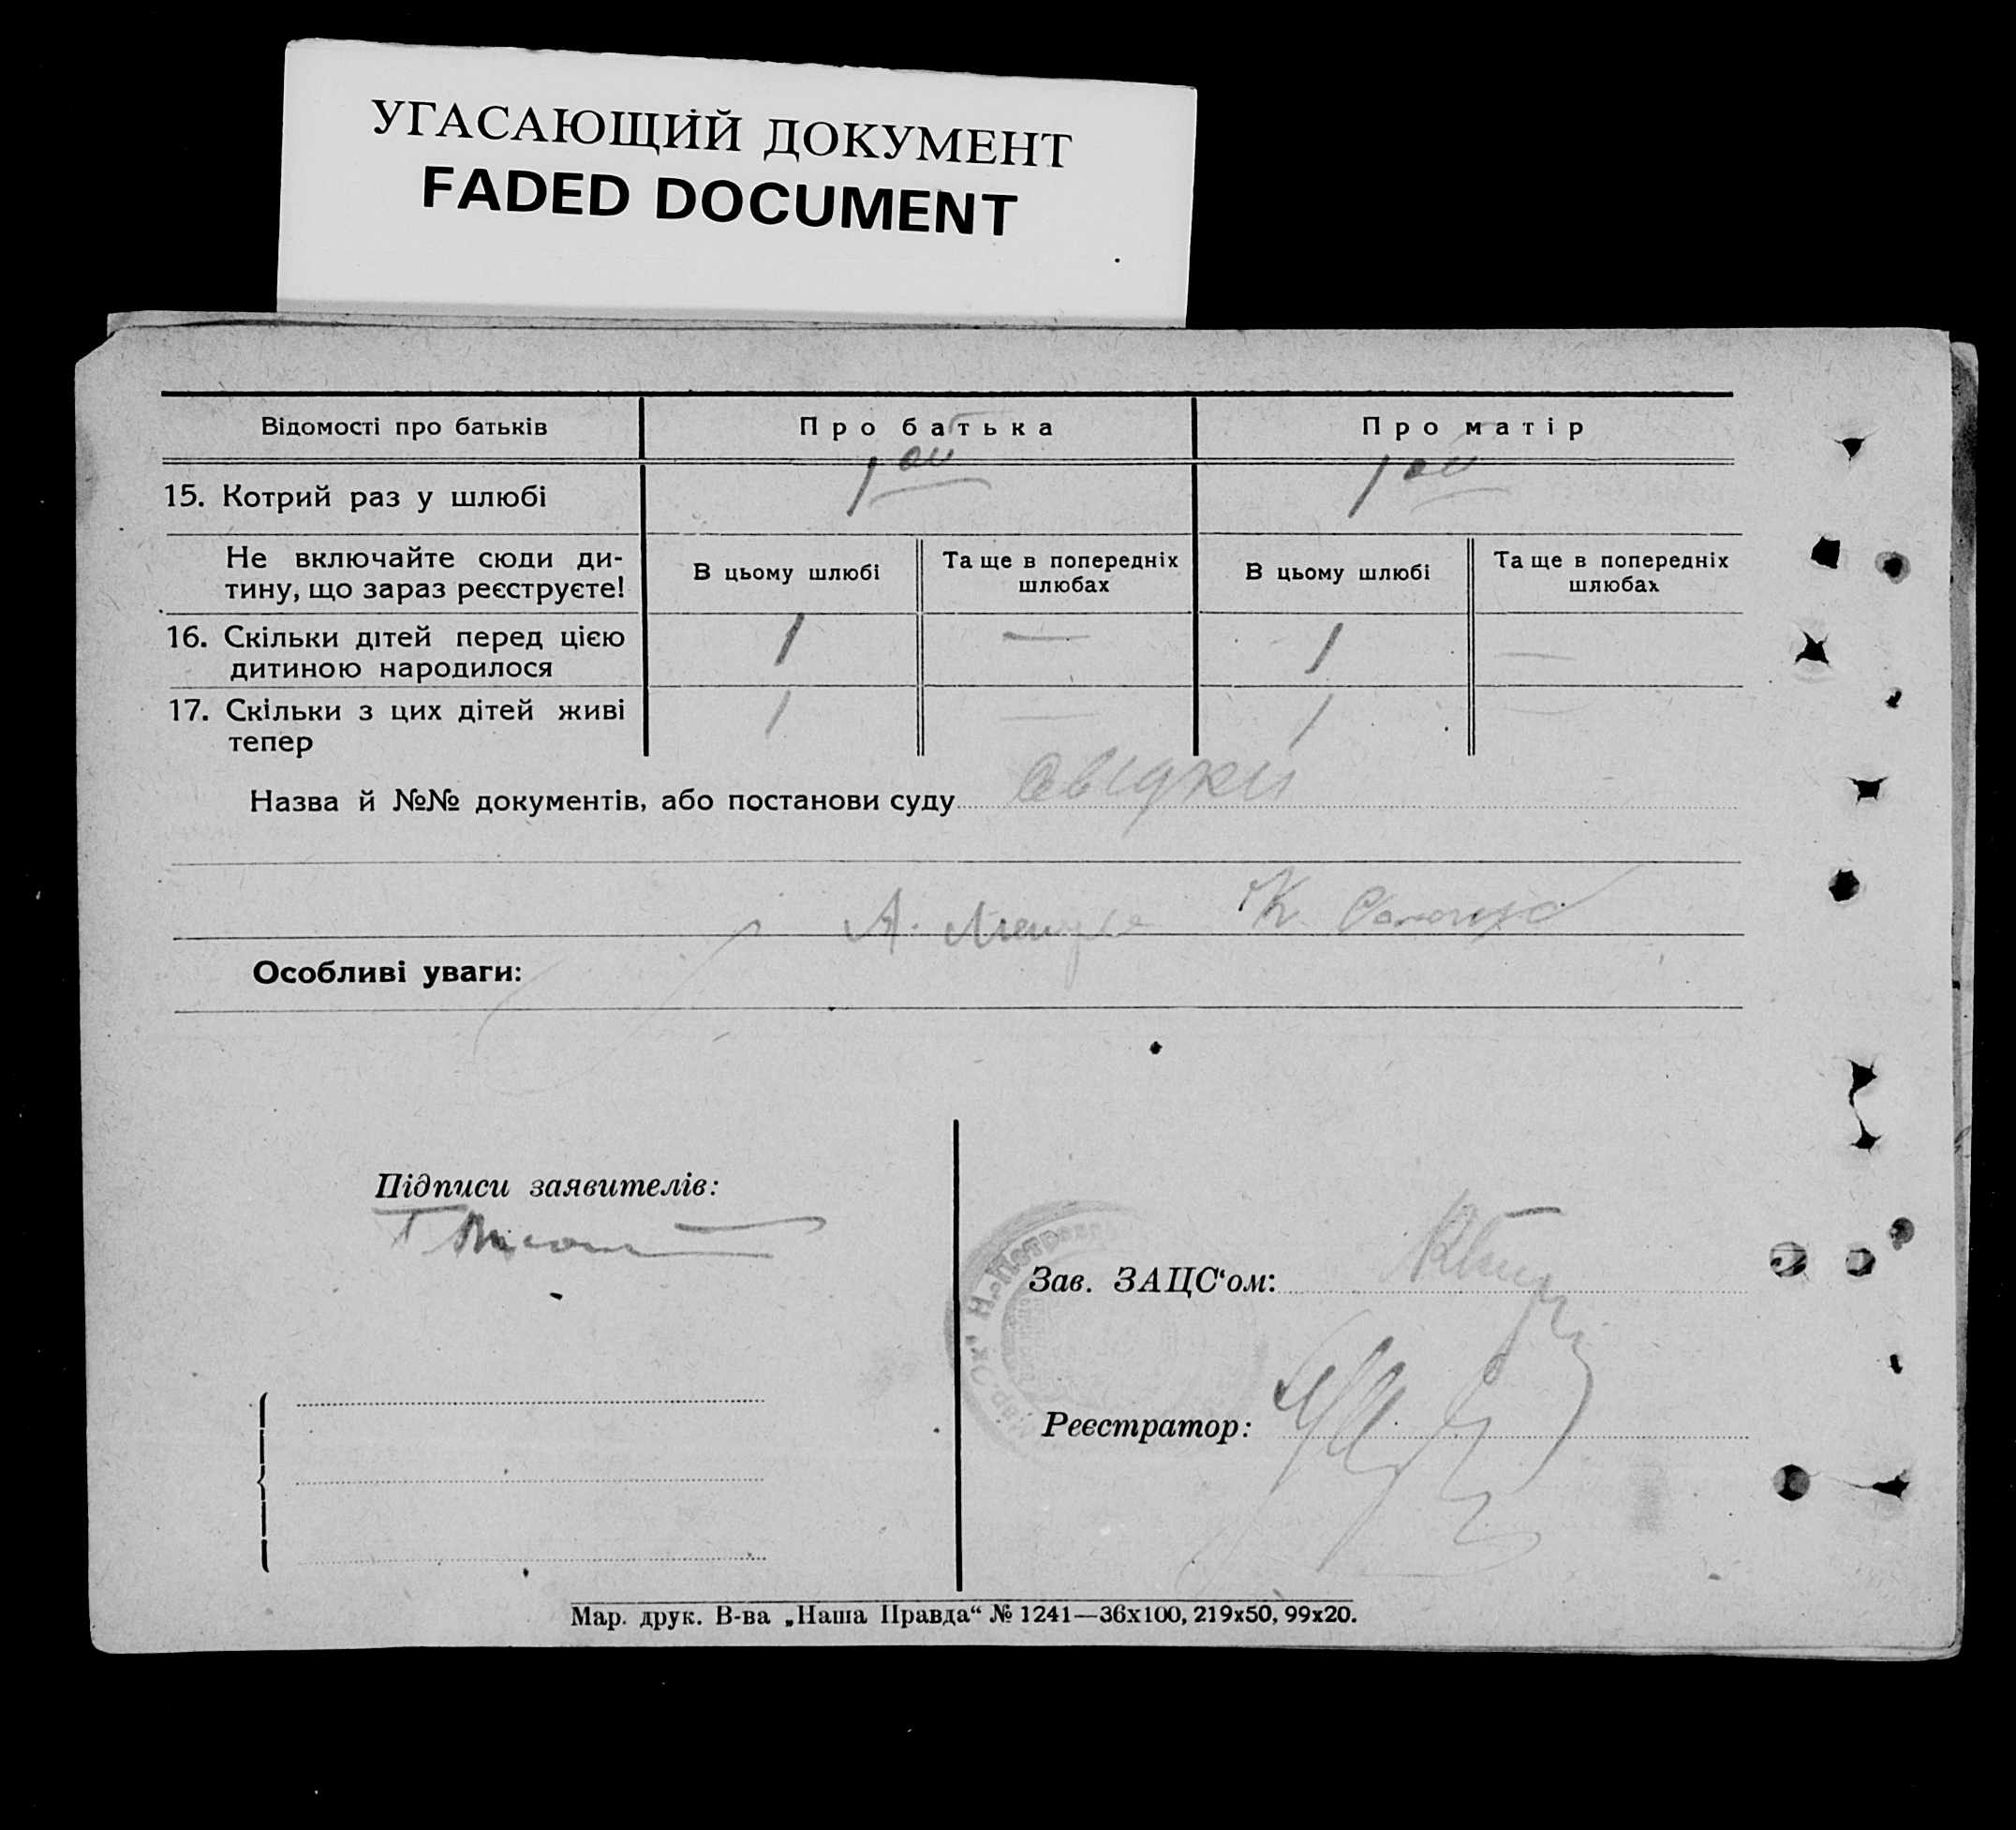 УГАСАЮЩИЙ ДОКУМЕНТ
FADED DOCUMENT
Відомості про батьків Про батька Про матір
15. Котрий раз у шлюбі 1ой 1ой
Не включайте сюди ди-
тину, що зараз реєструєте!
В цьому шлюбі Та ще в попередніх шлюбах В цьому шлюбі Та ще в попередніх шлюбах
16. Скільки дітей перед цією 1 — 1 —
дитиною народилося
17. Скільки з цих дітей живі 1 — 1 —
тепер
Назва й №№ документів, або постанови суду свідки
А. К.
Особливі уваги:
Підписи заявителів:
Зав. ЗАЦС‘ом:
Реєстратор:
Мар. друк. В-ва „Наша Правда“ № 1241—36х100, 219х50, 99х20.